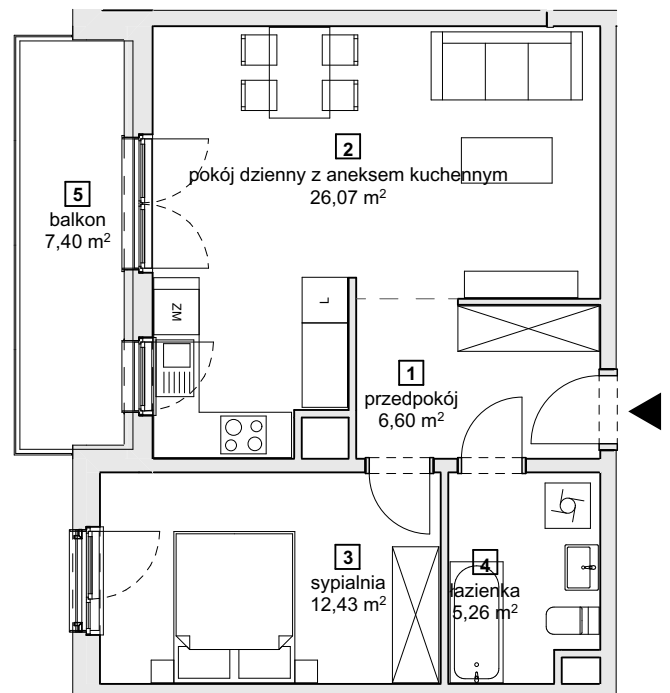 2
pokój dzienny z aneksem kuchennym
26,07 m²
5
balkon
7,40 m²
ZM
L
1
przedpokój
6,60 m²
3
sypialnia
12,43 m²
4
łazienka
5,26 m²